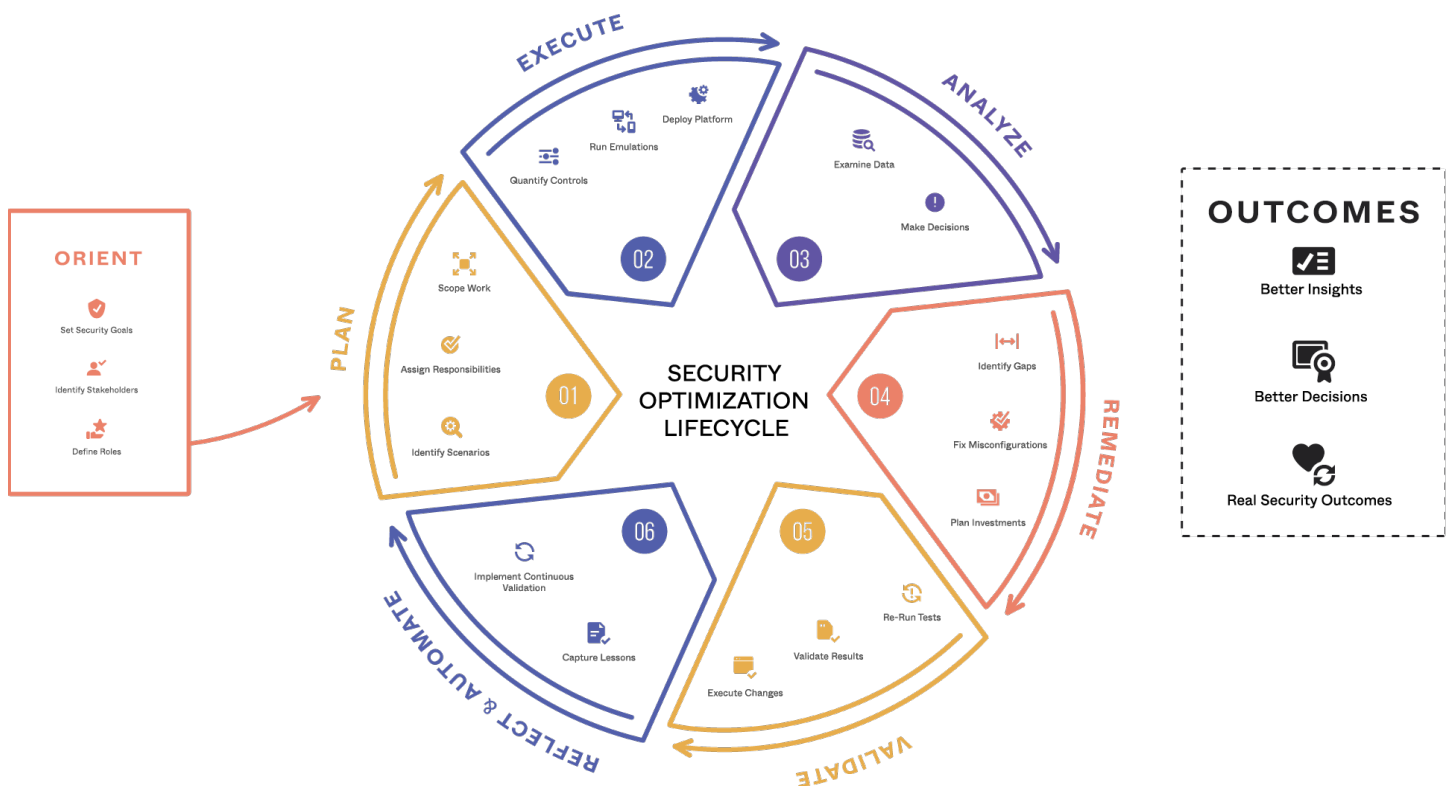 ORIENT
Set Security Goals
Identify Stakeholders
Define Roles
PLAN
Scope Work
Assign Responsibilities
Identify Scenarios
01
EXECUTE
Quantify Controls
Run Emulations
Deploy Platform
02
ANALYZE
Examine Data
Make Decisions
03
SECURITY
OPTIMIZATION
LIFECYCLE
REMEDIATE
Identify Gaps
Fix Misconfigurations
Plan Investments
04
VALIDATE
Re-Run Tests
Validate Results
Execute Changes
05
REFLECT & AUTOMATE
Implement Continuous
Validation
Capture Lessons
06
OUTCOMES
Better Insights
Better Decisions
Real Security Outcomes